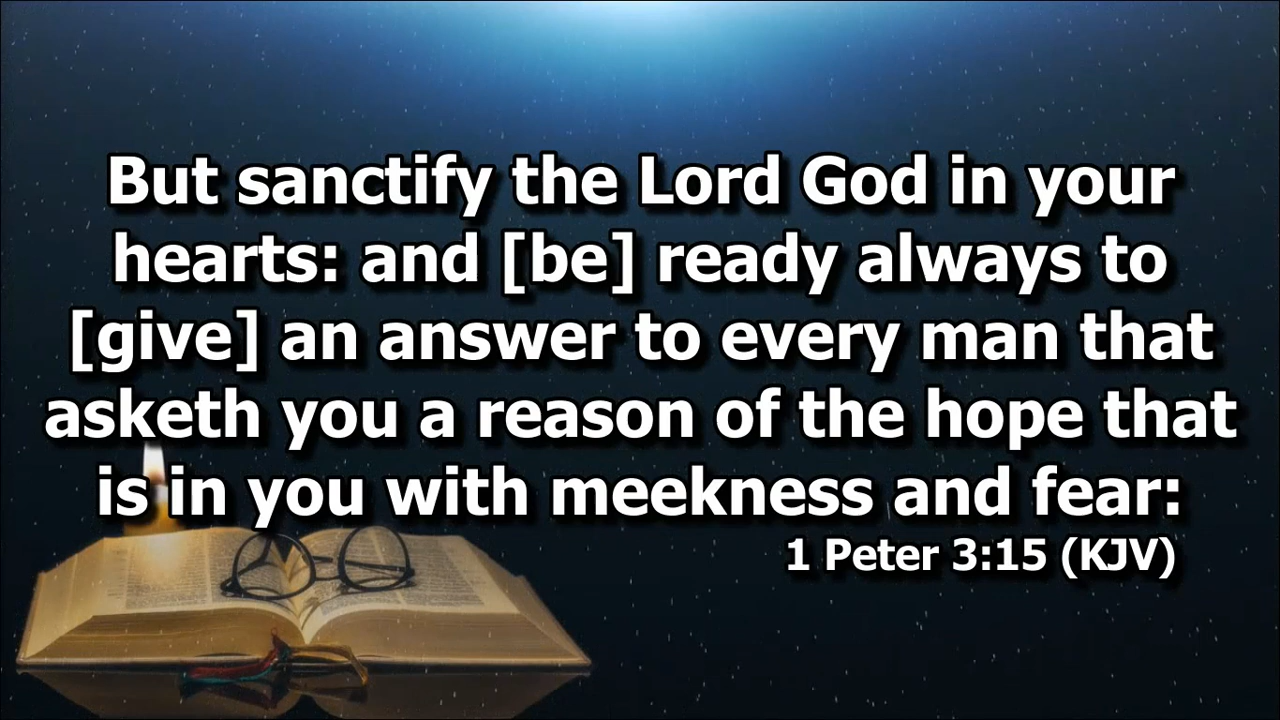 But sanctify the Lord God in your
hearts: and [be] ready always to
[give] an answer to every man that
asketh you a reason of the hope that
is in you with meekness and fear:
1 Peter 3:15 (KJV)